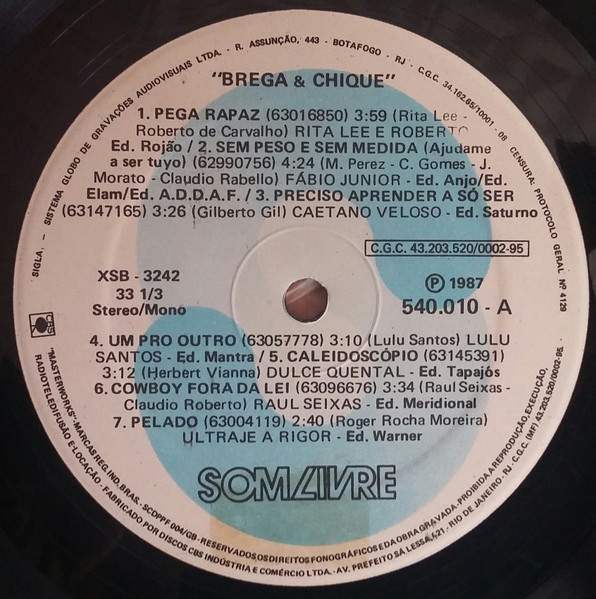 SIGLA. - SISTEMA GLOBO DE GRAVAÇÕES AUDIOVISUAIS LTDA. - R. ASSUNÇÃO, 443 - BOTAFOGO - RJ - C.G.C. 34.162.65/10001 - 08 CENSURA: PROTOCOLO GERAL Nº 4129
"BREGA & CHIQUE"
1. PEGA RAPAZ (63016850) 3:59 (Rita Lee -
Roberto de Carvalho) RITA LEE E ROBERTO
Ed. Rojão / 2. SEM PESO E SEM MEDIDA (Ajudame
a ser tuyo) (62990756) 4:24 (M. Perez - C. Gomes - J.
Morato - Claudio Rabello) FÁBIO JUNIOR - Ed. Anjo/Ed.
Elam/Ed. A.D.D.A.F. / 3. PRECISO APRENDER A SÓ SER
(63147165) 3:26 (Gilberto Gil) CAETANO VELOSO - Ed. Saturno
C.G.C. 43.203.520/0002-95
XSB - 3242
33 1/3
Stereo/Mono
Ⓟ 1987
540.010 - A
4. UM PRO OUTRO (63057778) 3:10 (Lulu Santos) LULU
SANTOS - Ed. Mantra / 5. CALEIDOSCÓPIO (63145391)
3:12 (Herbert Vianna) DULCE QUENTAL - Ed. Tapajós
6. COWBOY FORA DA LEI (63096676) 3:34 (Raul Seixas -
Claudio Roberto) RAUL SEIXAS - Ed. Meridional
7. PELADO (63004119) 2:40 (Roger Rocha Moreira)
ULTRAJE A RIGOR - Ed. Warner
SOM LIVRE
CBS
"MASTERWORKS"-MARCAS REG. IND. BRAS. - SCDPPF 004/GB - RESERVADOS OS DIREITOS FONOGRÁFICOS E DA OBRA GRAVADA - PROIBIDA A REPRODUÇÃO, EXECUÇÃO,
RADIOTELEDIFUSÃO E LOCAÇÃO - FABRICADO POR DISCOS CBS INDÚSTRIA E COMÉRCIO LTDA. - AV. PREFEITO SÁ LESSA, 621 - RIO DE JANEIRO - RJ - C.G.C. (MF) 43.203.520/0002-95.